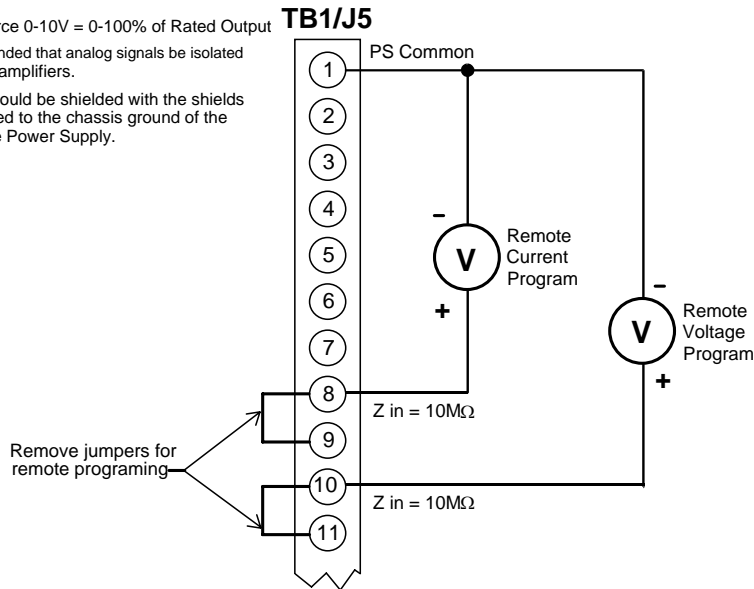 rce 0-10V = 0-100% of Rated Output
TB1/J5
nded that analog signals be isolated
amplifiers.
ould be shielded with the shields
ed to the chassis ground of the
e Power Supply.
PS Common
1
2
3
4
5
6
7
8
9
10
11
–
V
+
Remote
Current
Program
–
V
+
Remote
Voltage
Program
Z in = 10MΩ
Z in = 10MΩ
Remove jumpers for
remote programing